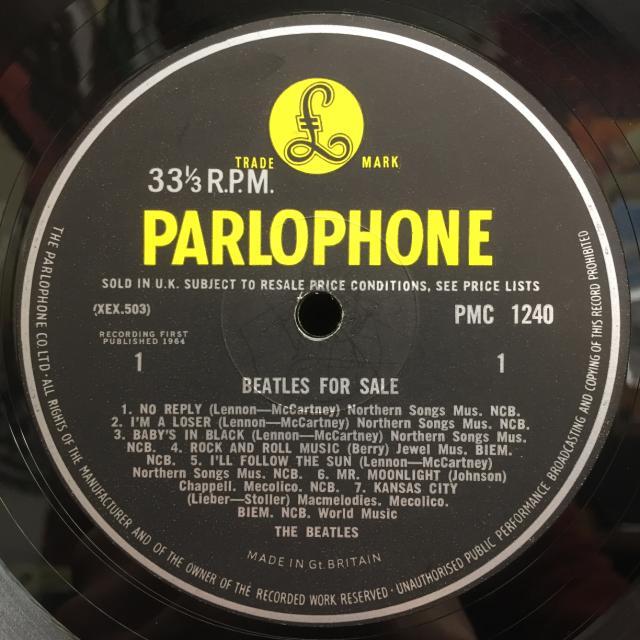 £
TRADE MARK
33⅓ R.P.M.
PARLOPHONE
SOLD IN U.K. SUBJECT TO RESALE PRICE CONDITIONS, SEE PRICE LISTS
(XEX.503)
PMC 1240
RECORDING FIRST
PUBLISHED 1964
1
1
BEATLES FOR SALE
1. NO REPLY (Lennon—McCartney) Northern Songs Mus. NCB.
2. I'M A LOSER (Lennon—McCartney) Northern Songs Mus. NCB.
3. BABY'S IN BLACK (Lennon—McCartney) Northern Songs Mus.
NCB. 4. ROCK AND ROLL MUSIC (Berry) Jewel Mus. BIEM.
NCB. 5. I'LL FOLLOW THE SUN (Lennon—McCartney)
Northern Songs Mus. NCB. 6. MR. MOONLIGHT (Johnson)
Chappell. Mecolico. NCB. 7. KANSAS CITY
(Lieber—Stoller) Macmelodies. Mecolico.
BIEM. NCB. World Music
THE BEATLES
MADE IN Gt. BRITAIN
THE PARLOPHONE CO.LTD · ALL RIGHTS OF THE MANUFACTURER AND OF THE OWNER OF THE RECORDED WORK RESERVED · UNAUTHORISED PUBLIC PERFORMANCE BROADCASTING AND COPYING OF THIS RECORD PROHIBITED